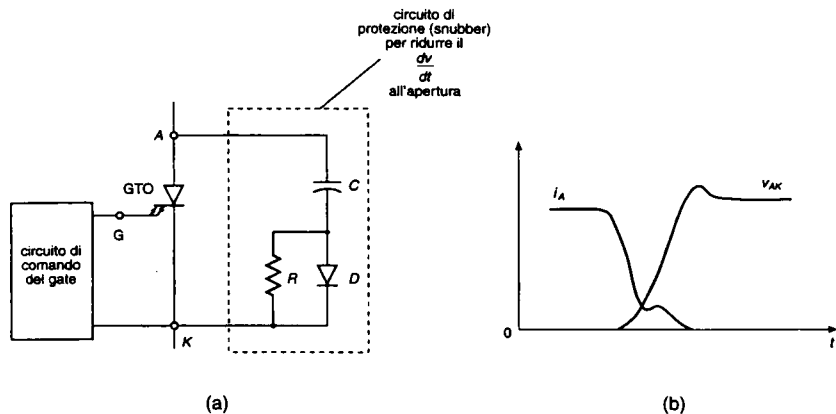 circuito di
protezione (snubber)
per ridurre il
dv
dt
all'apertura
A
GTO
C
G
circuito di
comando
del gate
R
D
K
(a)
i_A
v_AK
0
t
(b)